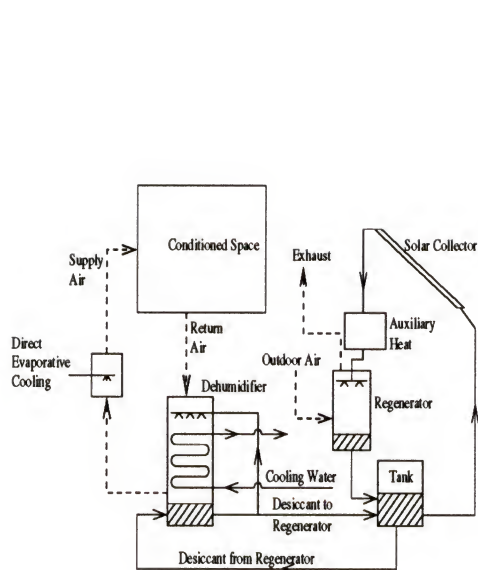 Conditioned Space
Solar Collector
Exhaust
Supply
Air
Return
Air
Auxiliary
Heat
Direct
Evaporative
Cooling
Outdoor Air
Dehumidifier
Regenerator
Cooling Water
Tank
Desiccant to
Regenerator
Desiccant from Regenerator